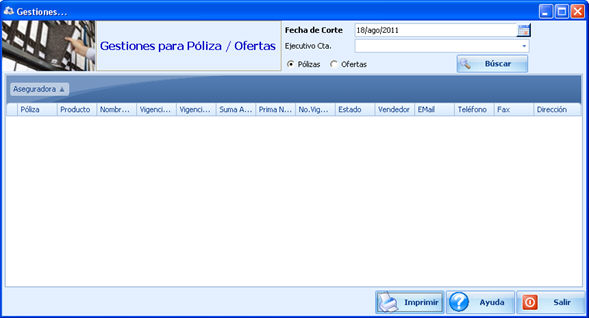 Gestiones...
Gestiones para Póliza / Ofertas
Fecha de Corte 18/ago/2011
Ejecutivo Cta.
Pólizas Ofertas Búscar
Aseguradora
Póliza Producto Nombr... Vigenci... Vigenci... Suma A... Prima N... No.Vig... Estado Vendedor EMail Teléfono Fax Dirección
Imprimir Ayuda Salir